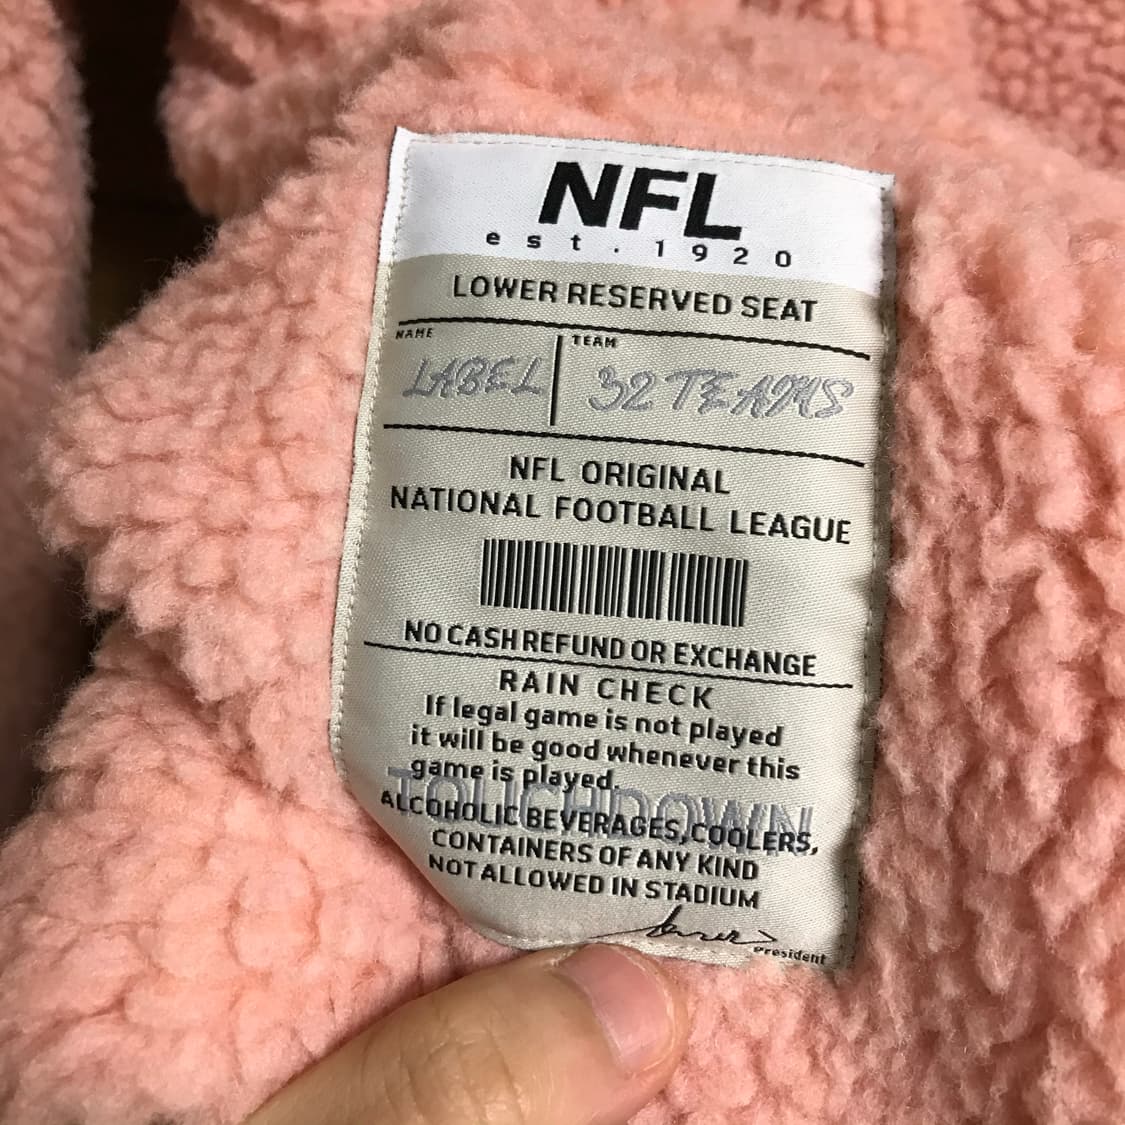 NFL
est.1920
LOWER RESERVED SEAT
NAME TEAM
LABEL 32 TEAMS
NFL ORIGINAL
NATIONAL FOOTBALL LEAGUE
NO CASH REFUND OR EXCHANGE
RAIN CHECK
If legal game is not played
it will be good whenever this
game is played.
TOUCHDOWN
ALCOHOLIC BEVERAGES,COOLERS,
CONTAINERS OF ANY KIND
NOT ALLOWED IN STADIUM
President